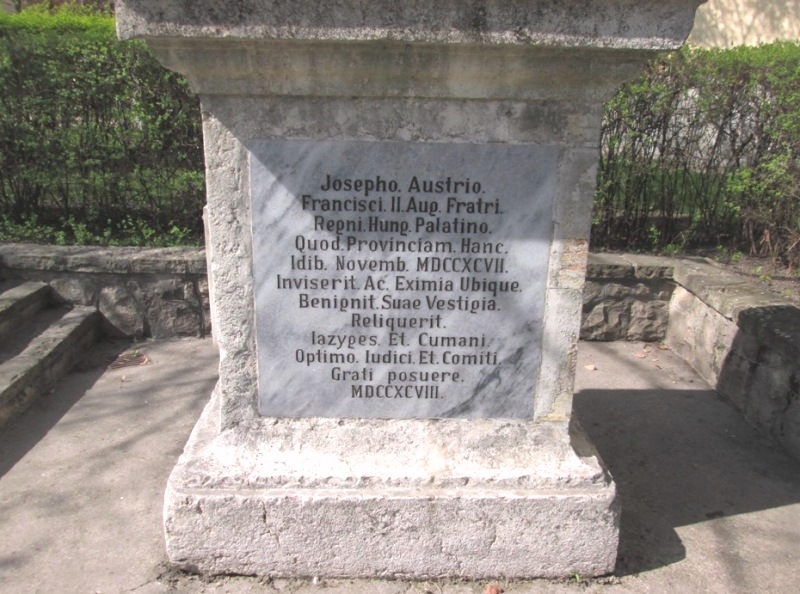 Josepho. Austrio.
Francisci. II. Aug. Fratri.
Regni. Hung. Palatino.
Quod. Provinciam. Hanc.
Idib. Novemb. MDCCXCVII.
Inviserit. Ac. Eximia Ubique.
Benignit. Suae Vestigia.
Reliquerit.
Iazyges. Et. Cumani.
Optimo. Iudici. Et. Comiti.
Grati posuere.
MDCCXCVIII.